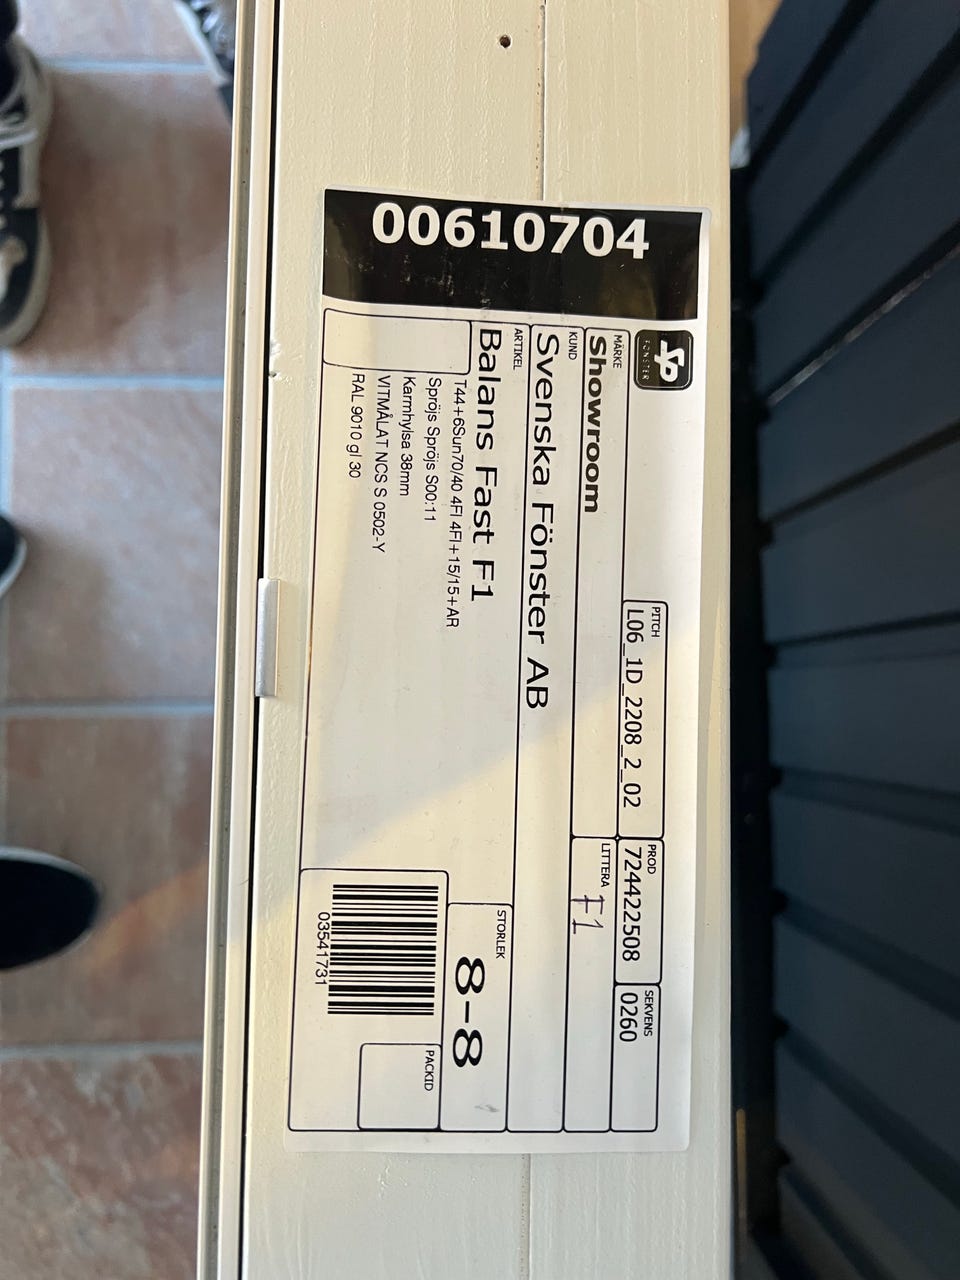 00610704
SP
FÖNSTER
PITCH
L06_1D_2208_2_02
PROD
724422508
SEKVENS
0260
MÄRKE
Showroom
LITTERA
F1
KUND
Svenska Fönster AB
ARTIKEL
Balans Fast F1
T44+6Sun70/40 4FI 4FI+15/15+AR
Spröjs Spröjs S00:11
Karmhylsa 38mm
VITMÅLAT NCS S 0502-Y
RAL 9010 gl 30
STORLEK
8-8
03541731
PACKID